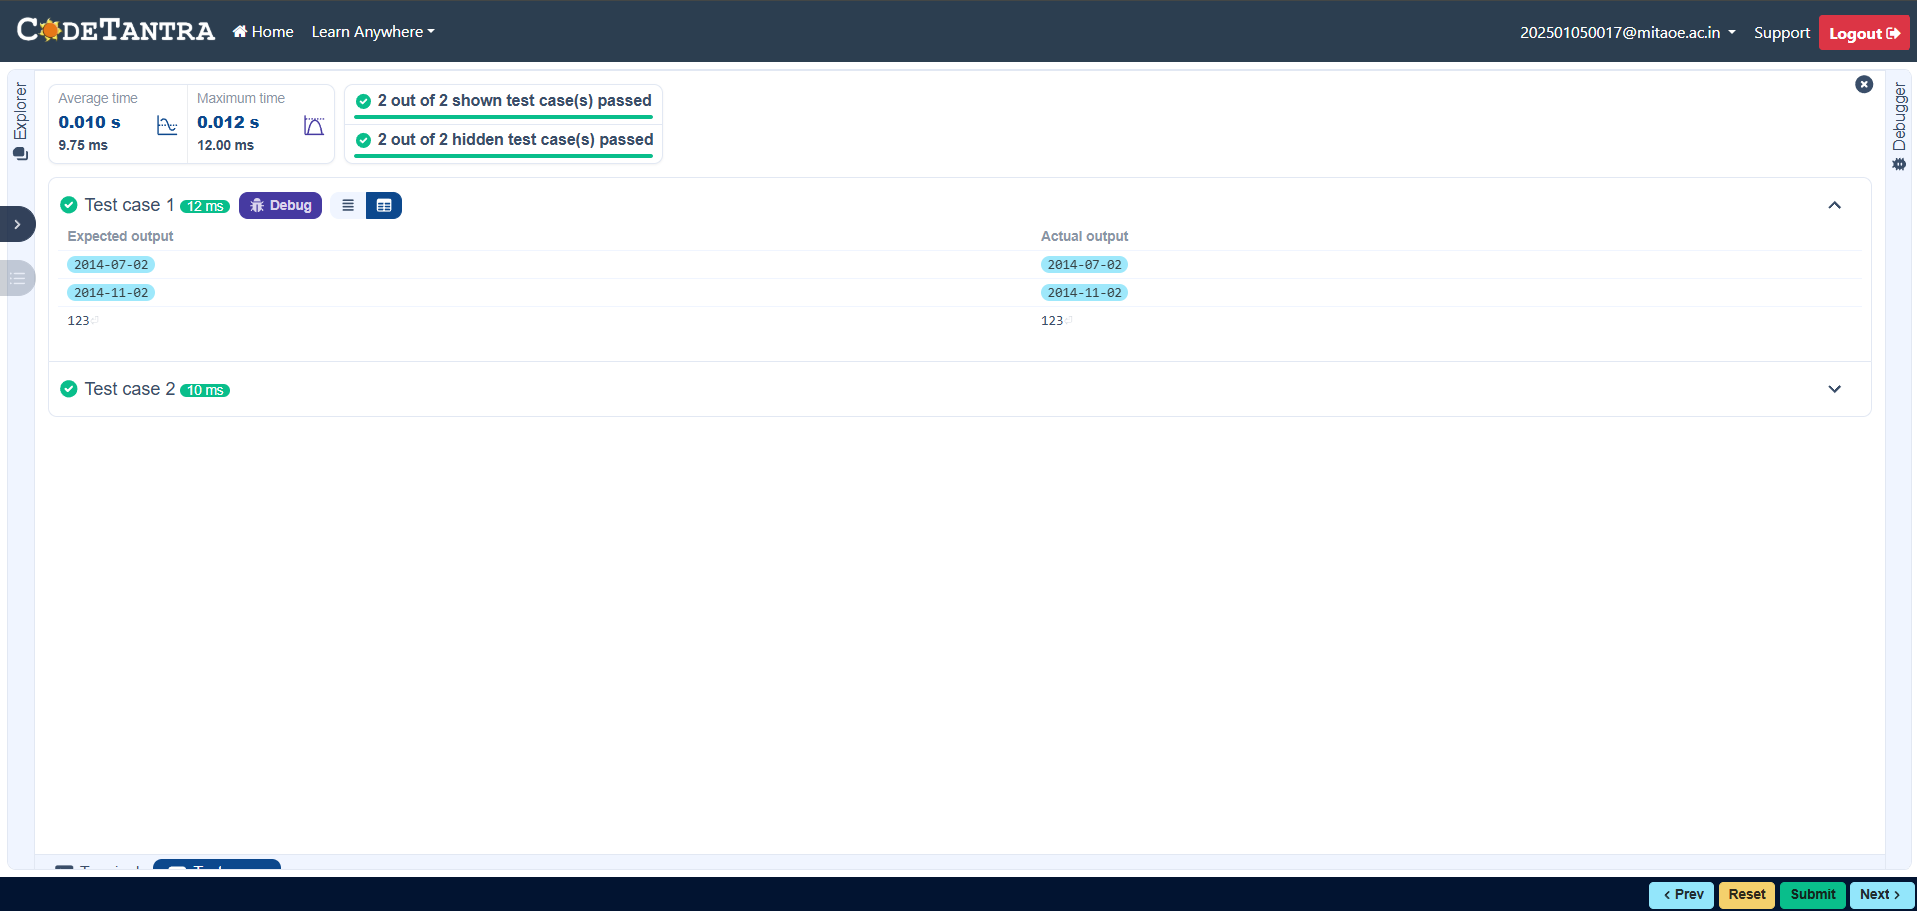 CODETANTRA Home Learn Anywhere 202501050017@mitaoe.ac.in Support Logout
Explorer
Average time
0.010 s
9.75 ms
Maximum time
0.012 s
12.00 ms
2 out of 2 shown test case(s) passed
2 out of 2 hidden test case(s) passed
Debugger
Test case 1 12 ms Debug
Expected output Actual output
2014-07-02 2014-07-02
2014-11-02 2014-11-02
123 123
Test case 2 10 ms
Prev Reset Submit Next